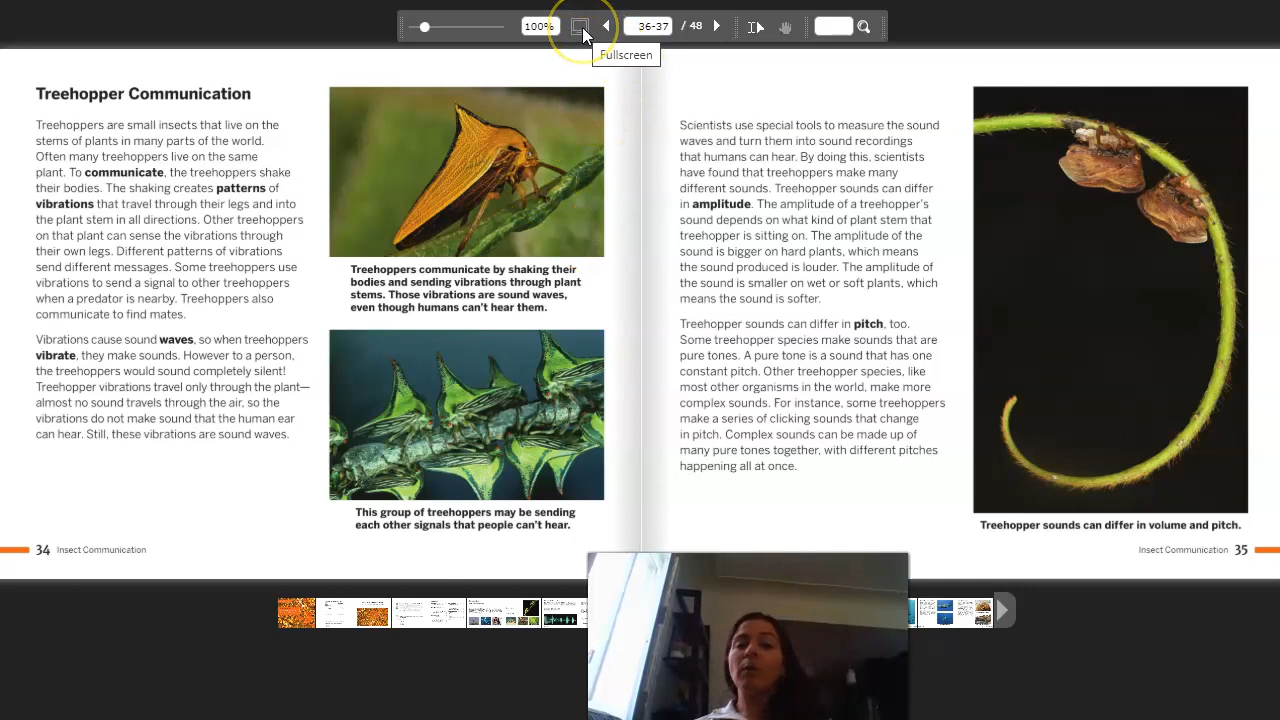 100%
36-37
/ 48
Fullscreen
Treehopper Communication
Treehoppers are small insects that live on the
stems of plants in many parts of the world.
Often many treehoppers live on the same
plant. To communicate, the treehoppers shake
their bodies. The shaking creates patterns of
vibrations that travel through their legs and into
the plant stem in all directions. Other treehoppers
on that plant can sense the vibrations through
their own legs. Different patterns of vibrations
send different messages. Some treehoppers use
vibrations to send a signal to other treehoppers
when a predator is nearby. Treehoppers also
communicate to find mates.
Vibrations cause sound waves, so when treehoppers
vibrate, they make sounds. However to a person,
the treehoppers would sound completely silent!
Treehopper vibrations travel only through the plant—
almost no sound travels through the air, so the
vibrations do not make sound that the human ear
can hear. Still, these vibrations are sound waves.
Treehoppers communicate by shaking their
bodies and sending vibrations through plant
stems. Those vibrations are sound waves,
even though humans can't hear them.
This group of treehoppers may be sending
each other signals that people can't hear.
34 Insect Communication
Scientists use special tools to measure the sound
waves and turn them into sound recordings
that humans can hear. By doing this, scientists
have found that treehoppers make many
different sounds. Treehopper sounds can differ
in amplitude. The amplitude of a treehopper's
sound depends on what kind of plant stem that
treehopper is sitting on. The amplitude of the
sound is bigger on hard plants, which means
the sound produced is louder. The amplitude of
the sound is smaller on wet or soft plants, which
means the sound is softer.
Treehopper sounds can differ in pitch, too.
Some treehopper species make sounds that are
pure tones. A pure tone is a sound that has one
constant pitch. Other treehopper species, like
most other organisms in the world, make more
complex sounds. For instance, some treehoppers
make a series of clicking sounds that change
in pitch. Complex sounds can be made up of
many pure tones together, with different pitches
happening all at once.
Treehopper sounds can differ in volume and pitch.
Insect Communication 35